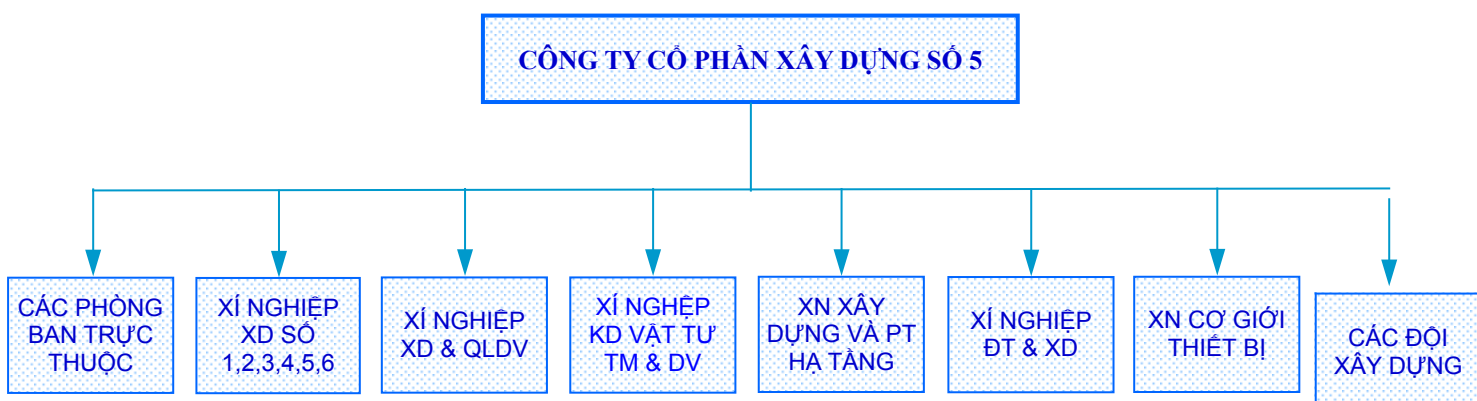 CÔNG TY CỔ PHẦN XÂY DỰNG SỐ 5
CÁC PHÒNG
BAN TRỰC
THUỘC
XÍ NGHIỆP
XD SỐ
1,2,3,4,5,6
XÍ NGHIỆP
XD & QLDV
XÍ NGHỆP
KD VẬT TƯ
TM & DV
XN XÂY
DỰNG VÀ PT
HẠ TẦNG
XÍ NGHIỆP
ĐT & XD
XN CƠ GIỚI
THIẾT BỊ
CÁC ĐỘI
XÂY DỰNG